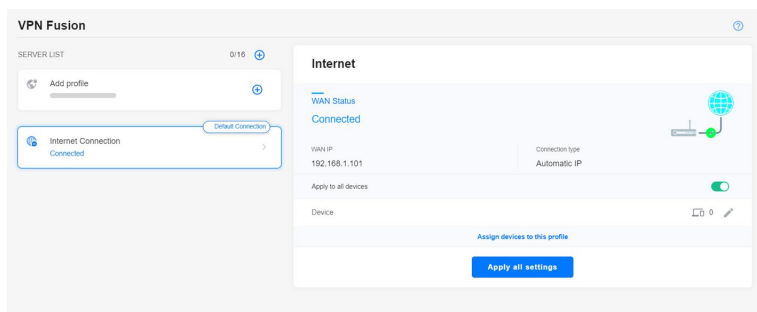 VPN Fusion
SERVER LIST 0/16
Add profile
Default Connection
Internet Connection
Connected
Internet
WAN Status
Connected
WAN IP Connection type
192.168.1.101 Automatic IP
Apply to all devices
Device 0
Assign devices to this profile
Apply all settings